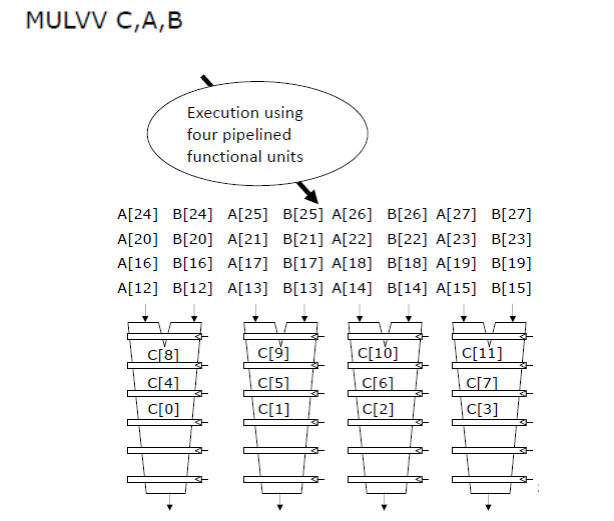 MULVV C,A,B
Execution using
four pipelined
functional units
A[24] B[24] A[25] B[25] A[26] B[26] A[27] B[27]
A[20] B[20] A[21] B[21] A[22] B[22] A[23] B[23]
A[16] B[16] A[17] B[17] A[18] B[18] A[19] B[19]
A[12] B[12] A[13] B[13] A[14] B[14] A[15] B[15]
C[8] C[9] C[10] C[11]
C[4] C[5] C[6] C[7]
C[0] C[1] C[2] C[3]